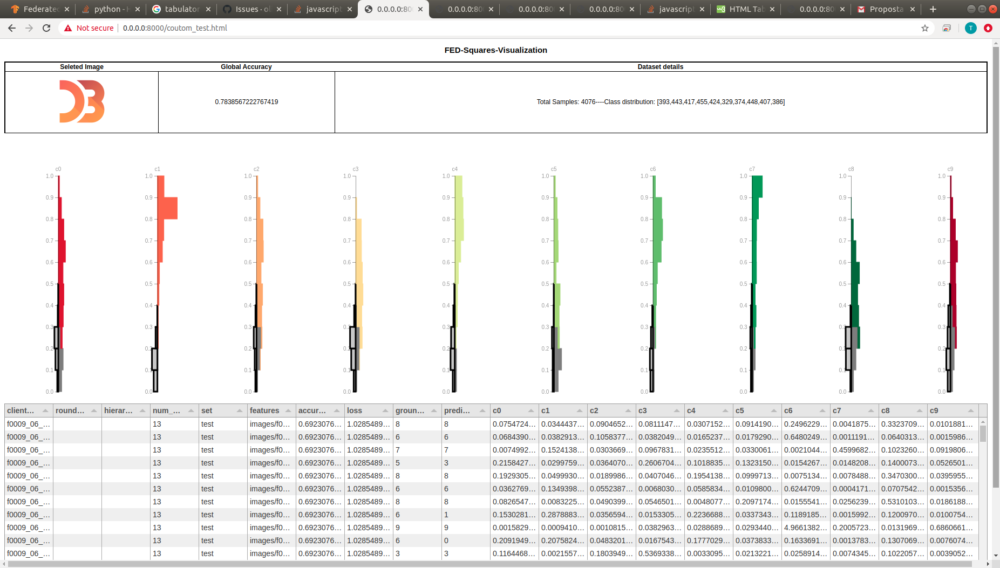 Federated python - H tabulator Issues · ol javascript 0.0.0.0:80 0.0.0.0:80 0.0.0.0:80 0.0.0.0:80 javascript HTML Tab 0.0.0.0:80 Proposta
Not secure 0.0.0.0:8000/coutom_test.html T
FED-Squares-Visualization
Seleted Image Global Accuracy Dataset details
0.7838567222767419 Total Samples: 4076----Class distribution: [393,443,417,455,424,329,374,448,407,386]
c0 c1 c2 c3 c4 c5 c6 c7 c8 c9
1.0 1.0 1.0 1.0 1.0 1.0 1.0 1.0 1.0 1.0
0.9 0.9 0.9 0.9 0.9 0.9 0.9 0.9 0.9 0.9
0.8 0.8 0.8 0.8 0.8 0.8 0.8 0.8 0.8 0.8
0.7 0.7 0.7 0.7 0.7 0.7 0.7 0.7 0.7 0.7
0.6 0.6 0.6 0.6 0.6 0.6 0.6 0.6 0.6 0.6
0.5 0.5 0.5 0.5 0.5 0.5 0.5 0.5 0.5 0.5
0.4 0.4 0.4 0.4 0.4 0.4 0.4 0.4 0.4 0.4
0.3 0.3 0.3 0.3 0.3 0.3 0.3 0.3 0.3 0.3
0.2 0.2 0.2 0.2 0.2 0.2 0.2 0.2 0.2 0.2
0.1 0.1 0.1 0.1 0.1 0.1 0.1 0.1 0.1 0.1
0.0 0.0 0.0 0.0 0.0 0.0 0.0 0.0 0.0 0.0
client... round... hierar... num_... set features accur... loss groun... predi... c0 c1 c2 c3 c4 c5 c6 c7 c8 c9
f0009_06_... 13 test images/f0... 0.6923076... 1.0285489... 8 8 0.0754724... 0.0344437... 0.0904652... 0.0811147... 0.0307152... 0.0914190... 0.2496229... 0.0041875... 0.3323709... 0.0101881...
f0009_06_... 13 test images/f0... 0.6923076... 1.0285489... 6 6 0.0684390... 0.0382913... 0.1058377... 0.0382049... 0.0165237... 0.0179290... 0.6480249... 0.0011191... 0.0640313... 0.0015986...
f0009_06_... 13 test images/f0... 0.6923076... 1.0285489... 7 7 0.0074992... 0.1524138... 0.0303669... 0.0967831... 0.0235512... 0.0330061... 0.0021044... 0.4599682... 0.1023260... 0.0919806...
f0009_06_... 13 test images/f0... 0.6923076... 1.0285489... 5 3 0.2158427... 0.0299759... 0.0364070... 0.2606704... 0.1018835... 0.1323150... 0.0154267... 0.0148208... 0.1400073... 0.0526501...
f0009_06_... 13 test images/f0... 0.6923076... 1.0285489... 8 8 0.1929305... 0.0499930... 0.0189986... 0.0407046... 0.1954138... 0.0999713... 0.0075134... 0.0078488... 0.3470300... 0.0395955...
f0009_06_... 13 test images/f0... 0.6923076... 1.0285489... 6 6 0.0362769... 0.1349398... 0.0552387... 0.0068030... 0.0585834... 0.0109800... 0.6244709... 0.0004171... 0.0707542... 0.0015356...
f0009_06_... 13 test images/f0... 0.6923076... 1.0285489... 8 8 0.0826547... 0.0083225... 0.0490399... 0.0546501... 0.0048077... 0.2097174... 0.0155541... 0.0256239... 0.5310103... 0.0186188...
f0009_06_... 13 test images/f0... 0.6923076... 1.0285489... 6 1 0.1530281... 0.2878883... 0.0356594... 0.0153305... 0.2236688... 0.0337343... 0.1189185... 0.0015992... 0.1200970... 0.0100754...
f0009_06_... 13 test images/f0... 0.6923076... 1.0285489... 9 9 0.0015829... 0.0009410... 0.0010815... 0.0382963... 0.0288689... 0.0293440... 4.9661382... 0.2005723... 0.0131969... 0.6860661...
f0009_06_... 13 test images/f0... 0.6923076... 1.0285489... 6 0 0.2091949... 0.2075824... 0.0483201... 0.0167543... 0.1777029... 0.0373833... 0.1633691... 0.0013783... 0.1307069... 0.0076074...
f0009_06_... 13 test images/f0... 0.6923076... 1.0285489... 3 3 0.1164468... 0.0021557... 0.1803949... 0.5369338... 0.0033095... 0.0213221... 0.0258914... 0.0074345... 0.1022057... 0.0039052...